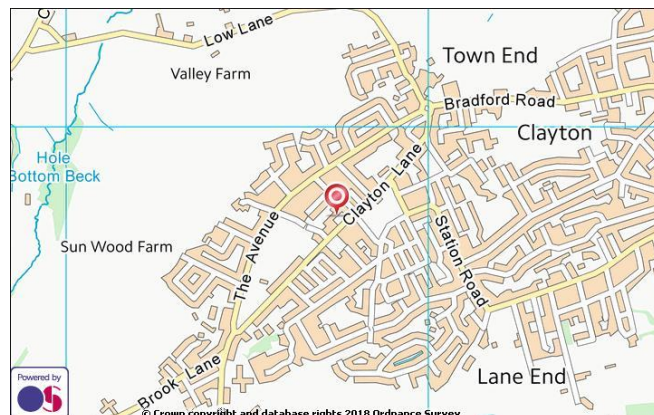 C
Low Lane
Town End
Valley Farm
Bradford Road
Clayton
Hole
Bottom Beck
Clayton Lane
The Avenue
Station Road
Sun Wood Farm
Brook Lane
Lane End
Powered by
OS
© Crown copyright and database rights 2018 Ordnance Survey